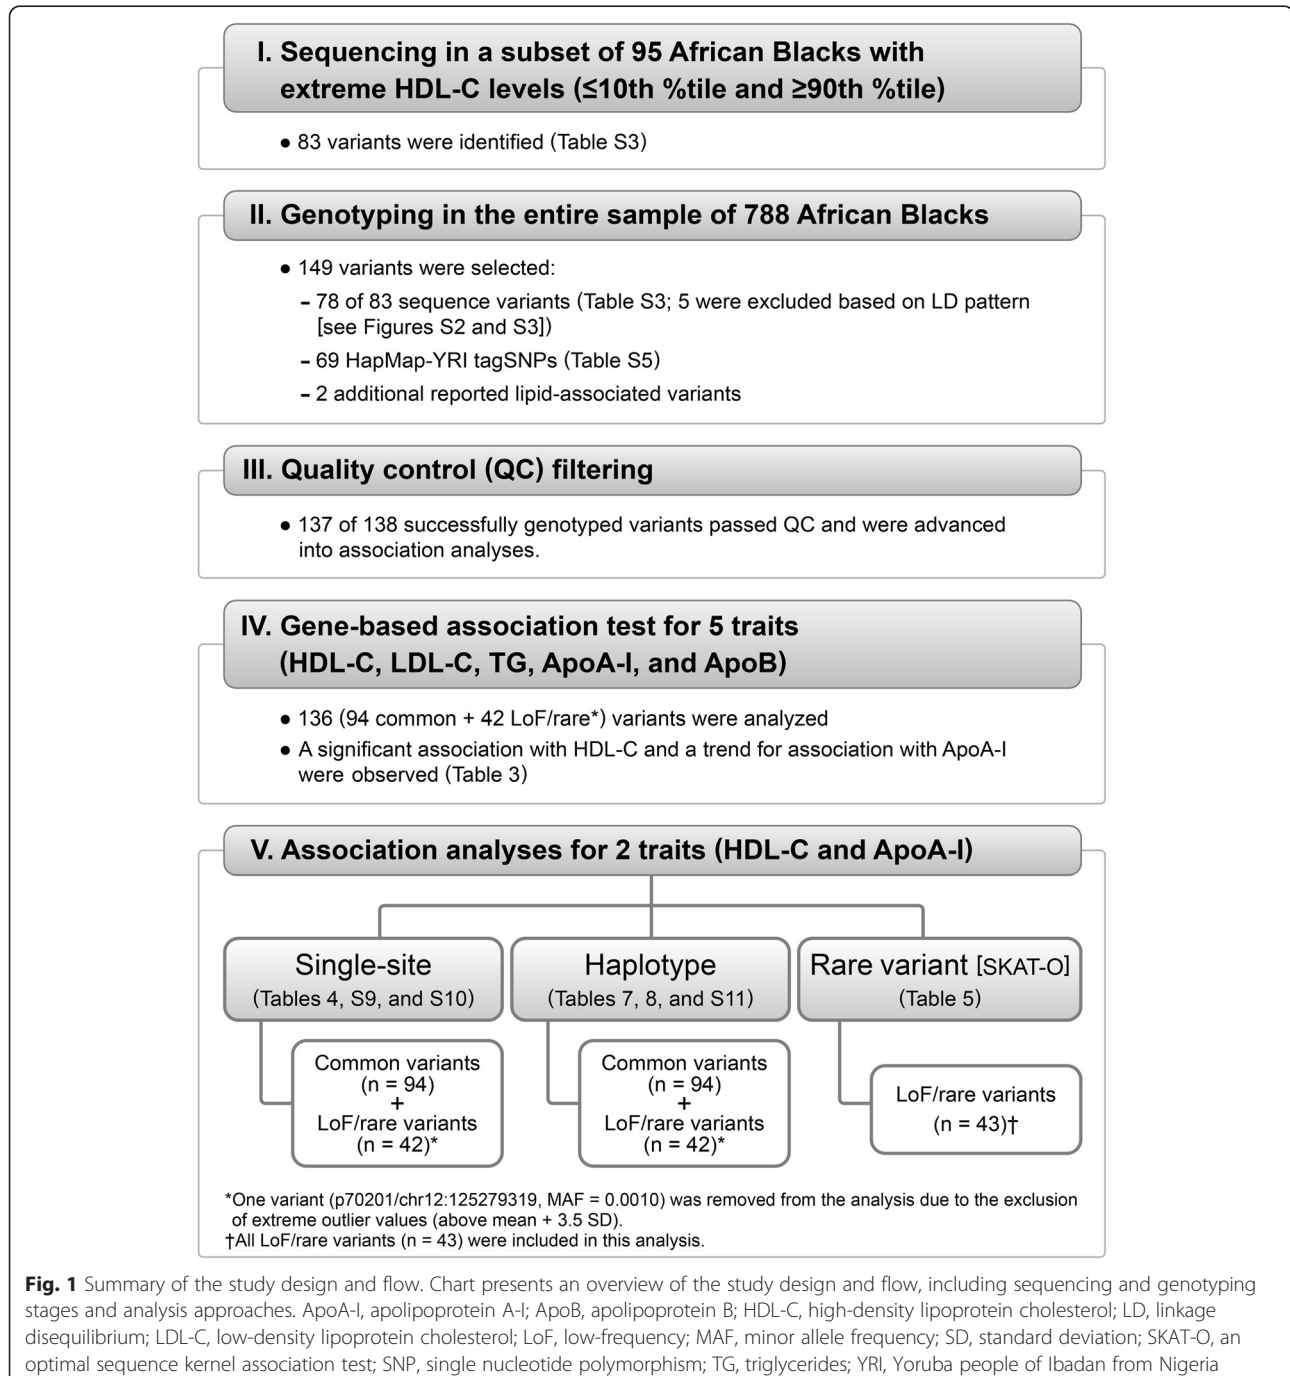 I. Sequencing in a subset of 95 African Blacks with
extreme HDL-C levels (≤10th %tile and ≥90th %tile)
● 83 variants were identified (Table S3)
II. Genotyping in the entire sample of 788 African Blacks
● 149 variants were selected:
– 78 of 83 sequence variants (Table S3; 5 were excluded based on LD pattern
[see Figures S2 and S3])
– 69 HapMap-YRI tagSNPs (Table S5)
– 2 additional reported lipid-associated variants
III. Quality control (QC) filtering
● 137 of 138 successfully genotyped variants passed QC and were advanced
into association analyses.
IV. Gene-based association test for 5 traits
(HDL-C, LDL-C, TG, ApoA-I, and ApoB)
● 136 (94 common + 42 LoF/rare*) variants were analyzed
● A significant association with HDL-C and a trend for association with ApoA-I
were observed (Table 3)
V. Association analyses for 2 traits (HDL-C and ApoA-I)
Single-site
(Tables 4, S9, and S10)
Common variants
(n = 94)
+
LoF/rare variants
(n = 42)*
Haplotype
(Tables 7, 8, and S11)
Common variants
(n = 94)
+
LoF/rare variants
(n = 42)*
Rare variant [SKAT-O]
(Table 5)
LoF/rare variants
(n = 43)†
*One variant (p70201/chr12:125279319, MAF = 0.0010) was removed from the analysis due to the exclusion
of extreme outlier values (above mean + 3.5 SD).
†All LoF/rare variants (n = 43) were included in this analysis.
Fig. 1 Summary of the study design and flow. Chart presents an overview of the study design and flow, including sequencing and genotyping
stages and analysis approaches. ApoA-I, apolipoprotein A-I; ApoB, apolipoprotein B; HDL-C, high-density lipoprotein cholesterol; LD, linkage
disequilibrium; LDL-C, low-density lipoprotein cholesterol; LoF, low-frequency; MAF, minor allele frequency; SD, standard deviation; SKAT-O, an
optimal sequence kernel association test; SNP, single nucleotide polymorphism; TG, triglycerides; YRI, Yoruba people of Ibadan from Nigeria